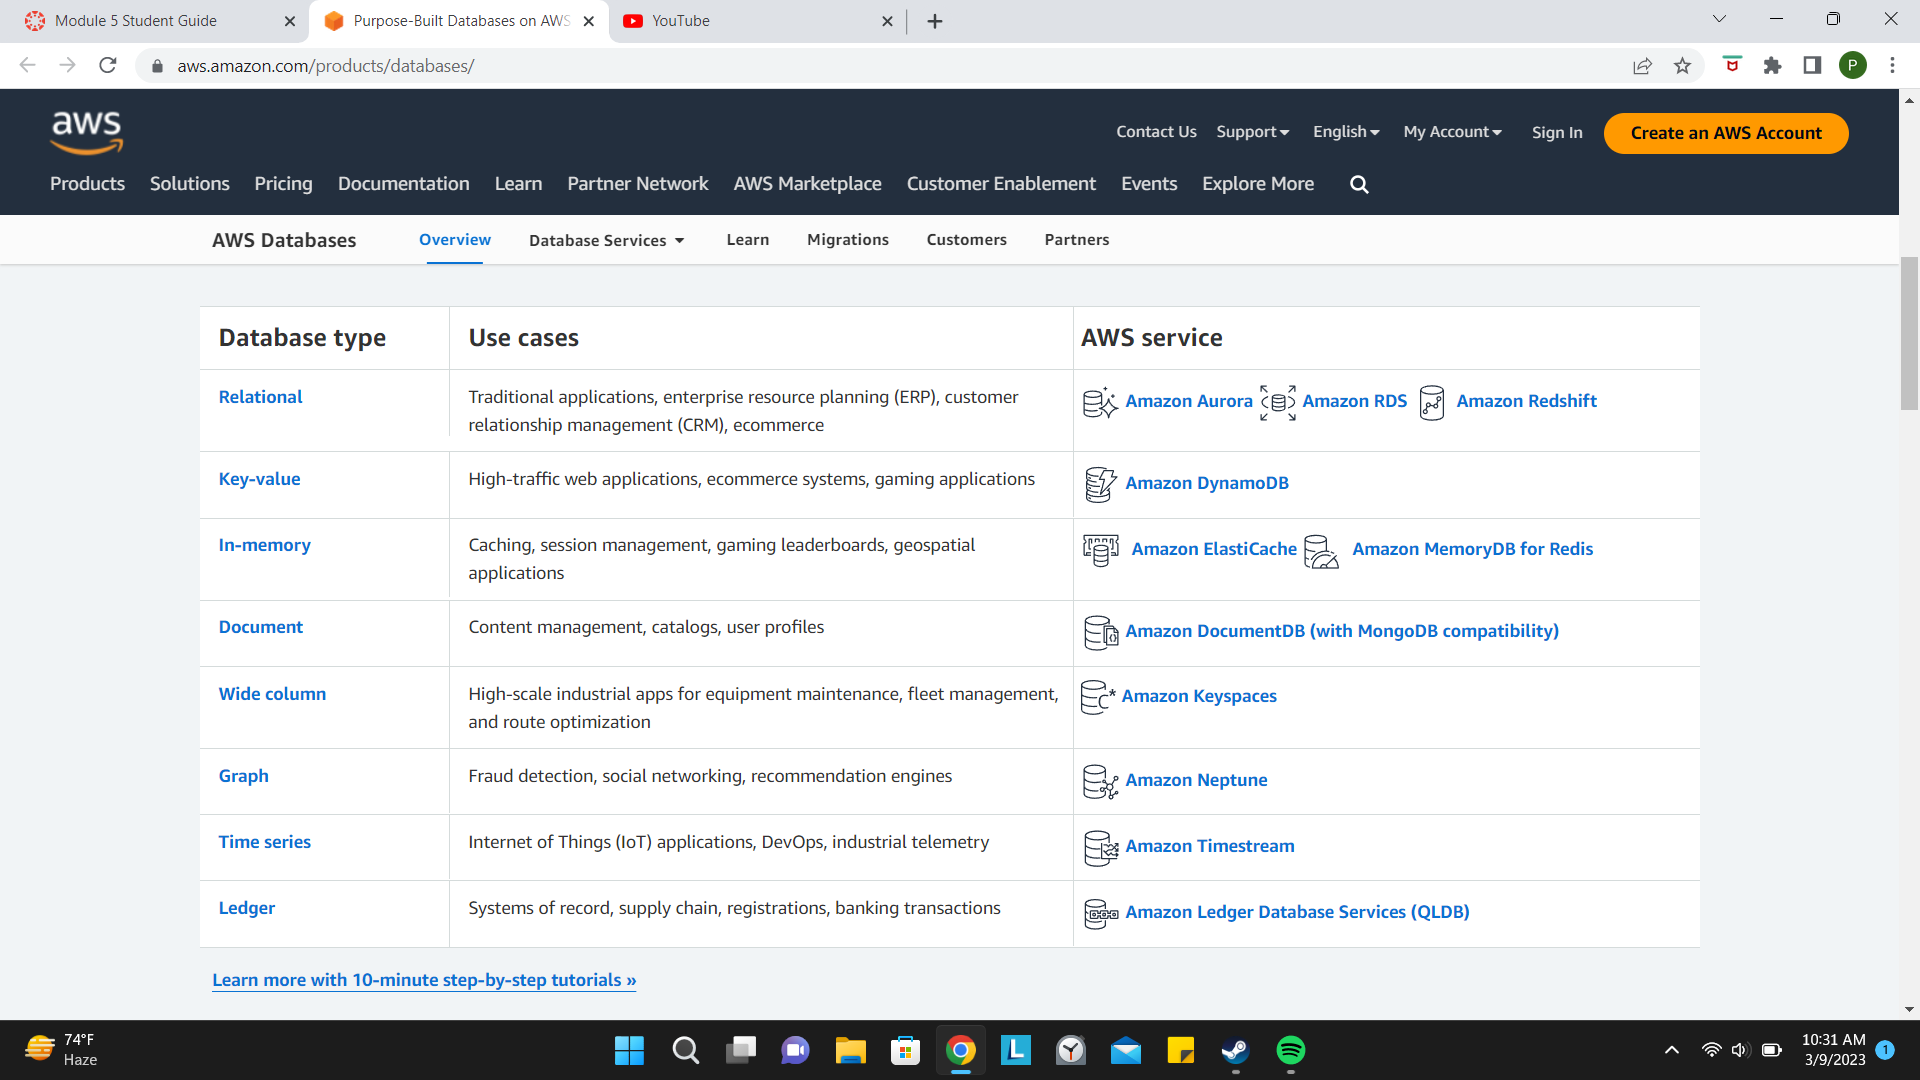 Module 5 Student Guide
Purpose-Built Databases on AWS
YouTube
aws.amazon.com/products/databases/
P
aws
Contact Us Support English My Account Sign In Create an AWS Account
Products Solutions Pricing Documentation Learn Partner Network AWS Marketplace Customer Enablement Events Explore More
AWS Databases Overview Database Services Learn Migrations Customers Partners
Database type Use cases AWS service
Relational
Traditional applications, enterprise resource planning (ERP), customer
relationship management (CRM), ecommerce
Amazon Aurora Amazon RDS Amazon Redshift
Key-value
High-traffic web applications, ecommerce systems, gaming applications
Amazon DynamoDB
In-memory
Caching, session management, gaming leaderboards, geospatial
applications
Amazon ElastiCache Amazon MemoryDB for Redis
Document
Content management, catalogs, user profiles
Amazon DocumentDB (with MongoDB compatibility)
Wide column
High-scale industrial apps for equipment maintenance, fleet management,
and route optimization
Amazon Keyspaces
Graph
Fraud detection, social networking, recommendation engines
Amazon Neptune
Time series
Internet of Things (IoT) applications, DevOps, industrial telemetry
Amazon Timestream
Ledger
Systems of record, supply chain, registrations, banking transactions
Amazon Ledger Database Services (QLDB)
Learn more with 10-minute step-by-step tutorials »
74°F
Haze
L
10:31 AM
3/9/2023
1